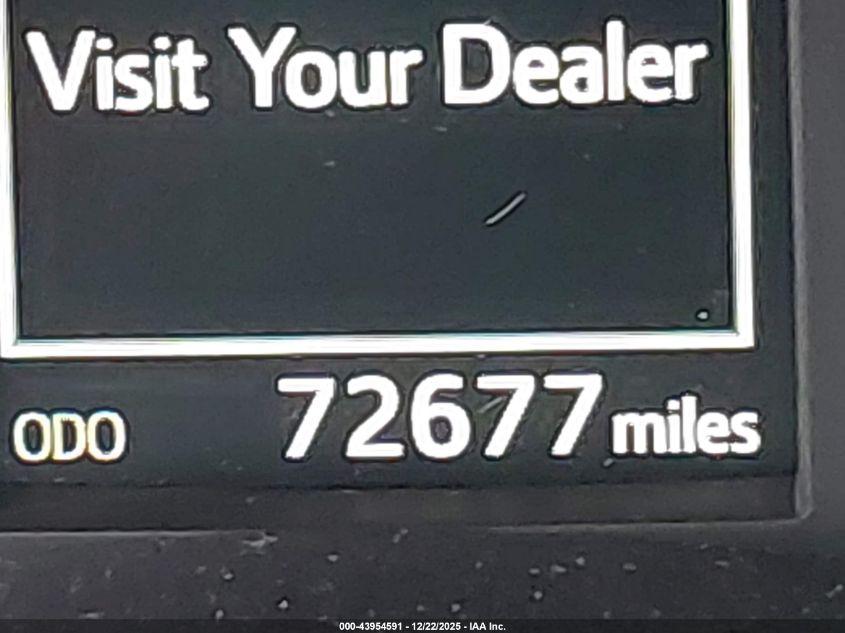 Visit Your Dealer
ODO 72677 miles
000-43954591 - 12/22/2025 - IAA Inc.